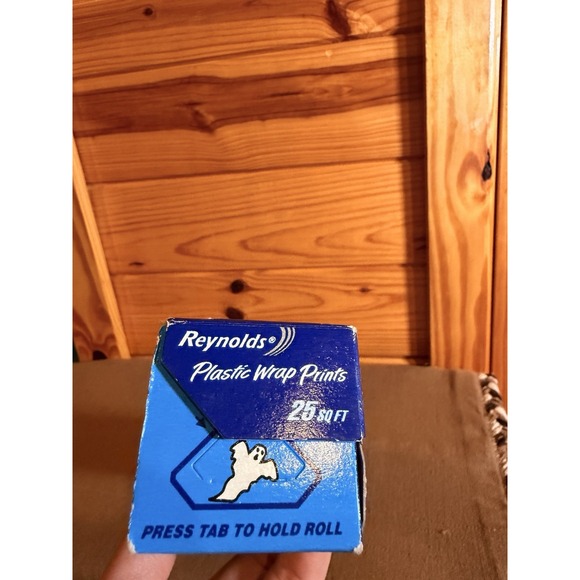 Reynolds®
Plastic Wrap Prints
25 SQ FT
PRESS TAB TO HOLD ROLL